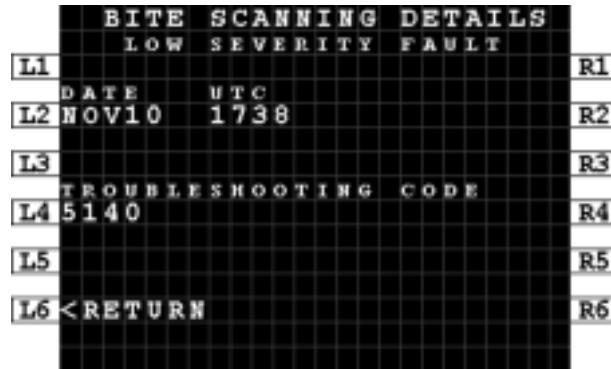 BITE SCANNING DETAILS
LOW SEVERITY FAULT
L1 R1
DATE UTC
L2 NOV10 1738 R2
L3 R3
TROUBLESHOOTING CODE
L4 5140 R4
L5 R5
L6 <RETURN R6